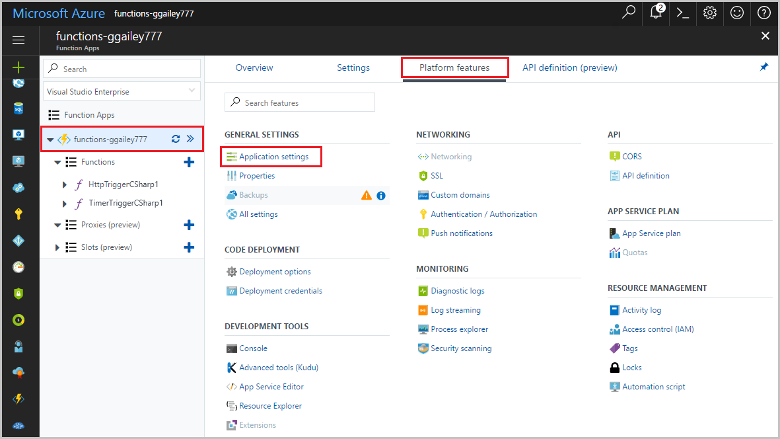 Microsoft Azure functions-ggailey777
2
functions-ggailey777
Function Apps
Search
Visual Studio Enterprise
Function Apps
functions-ggailey777
Functions
HttpTriggerCSharp1
TimerTriggerCSharp1
Proxies (preview)
Slots (preview)
Overview
Settings
Platform features
API definition (preview)
Search features
GENERAL SETTINGS
Application settings
Properties
Backups
All settings
CODE DEPLOYMENT
Deployment options
Deployment credentials
DEVELOPMENT TOOLS
Console
Advanced tools (Kudu)
App Service Editor
Resource Explorer
Extensions
NETWORKING
Networking
SSL
Custom domains
Authentication / Authorization
Push notifications
MONITORING
Diagnostic logs
Log streaming
Process explorer
Security scanning
API
CORS
API definition
APP SERVICE PLAN
App Service plan
Quotas
RESOURCE MANAGEMENT
Activity log
Access control (IAM)
Tags
Locks
Automation script